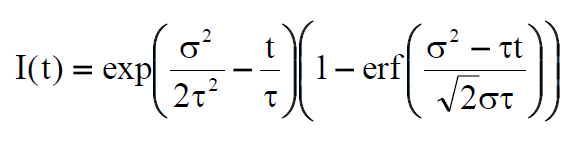 I(t) = exp(σ²/2τ² − t/τ)(1 − erf((σ² − τt)/√2στ))